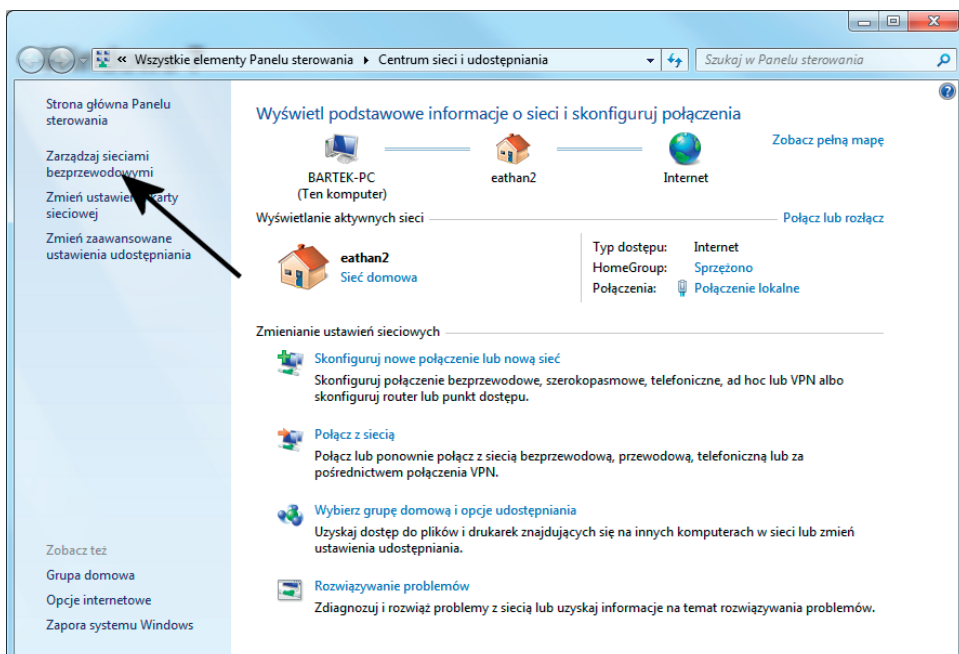 « Wszystkie elementy Panelu sterowania ▸ Centrum sieci i udostępniania
Szukaj w Panelu sterowania
Strona główna Panelu
sterowania
Zarządzaj sieciami
bezprzewodowymi
Zmień ustawienia karty
sieciowej
Zmień zaawansowane
ustawienia udostępniania
Zobacz też
Grupa domowa
Opcje internetowe
Zapora systemu Windows
Wyświetl podstawowe informacje o sieci i skonfiguruj połączenia
Zobacz pełną mapę
BARTEK-PC
(Ten komputer)
eathan2
Internet
Wyświetlanie aktywnych sieci
Połącz lub rozłącz
eathan2
Sieć domowa
Typ dostępu: Internet
HomeGroup: Sprzężono
Połączenia: Połączenie lokalne
Zmienianie ustawień sieciowych
Skonfiguruj nowe połączenie lub nową sieć
Skonfiguruj połączenie bezprzewodowe, szerokopasmowe, telefoniczne, ad hoc lub VPN albo
skonfiguruj router lub punkt dostępu.
Połącz z siecią
Połącz lub ponownie połącz z siecią bezprzewodową, przewodową, telefoniczną lub za
pośrednictwem połączenia VPN.
Wybierz grupę domową i opcje udostępniania
Uzyskaj dostęp do plików i drukarek znajdujących się na innych komputerach w sieci lub zmień
ustawienia udostępniania.
Rozwiązywanie problemów
Zdiagnozuj i rozwiąż problemy z siecią lub uzyskaj informacje na temat rozwiązywania problemów.